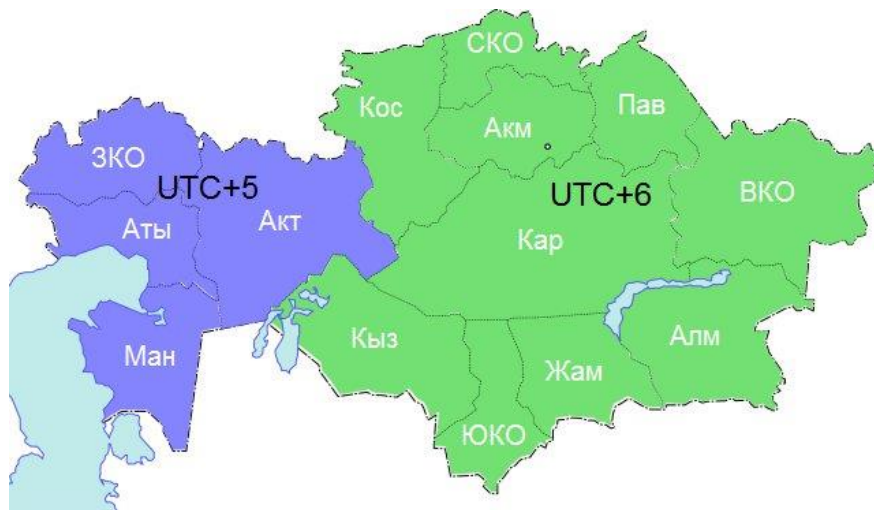 СКО
Кос
Пав
Акм
ЗКО
UTC+5
UTC+6
ВКО
Аты
Акт
Кар
Ман
Кыз
Алм
Жам
ЮКО